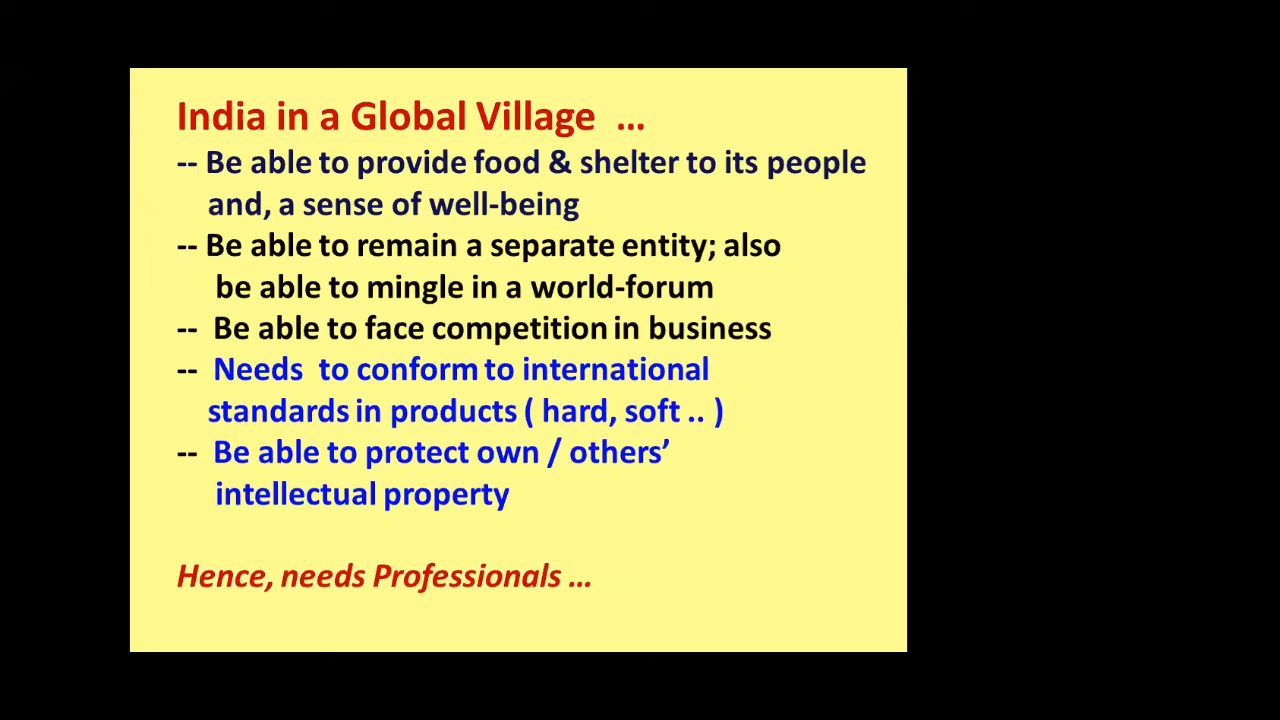 India in a Global Village ...
-- Be able to provide food & shelter to its people
and, a sense of well-being
-- Be able to remain a separate entity; also
be able to mingle in a world-forum
-- Be able to face competition in business
-- Needs to conform to international
standards in products ( hard, soft .. )
-- Be able to protect own / others’
intellectual property
Hence, needs Professionals ...